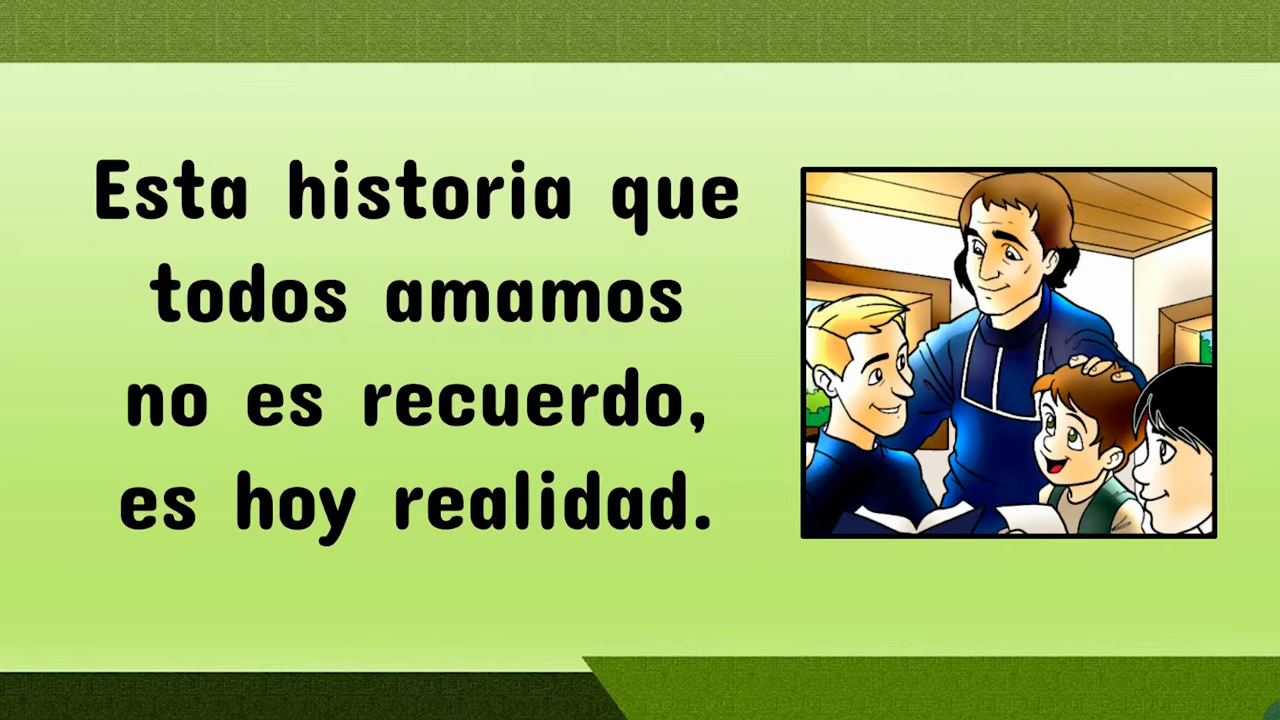 Esta historia que
todos amamos
no es recuerdo,
es hoy realidad.